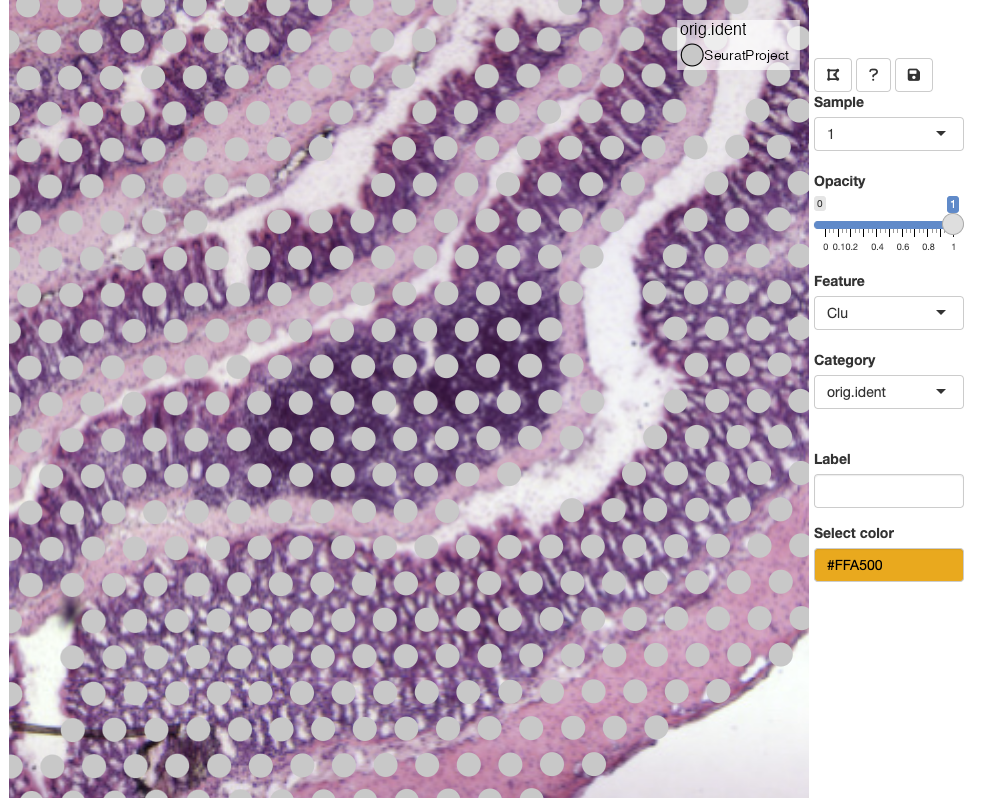 orig.ident
SeuratProject
?
Sample
1
Opacity
0
1
0 0.10.2 0.4 0.6 0.8 1
Feature
Clu
Category
orig.ident
Label
Select color
#FFA500